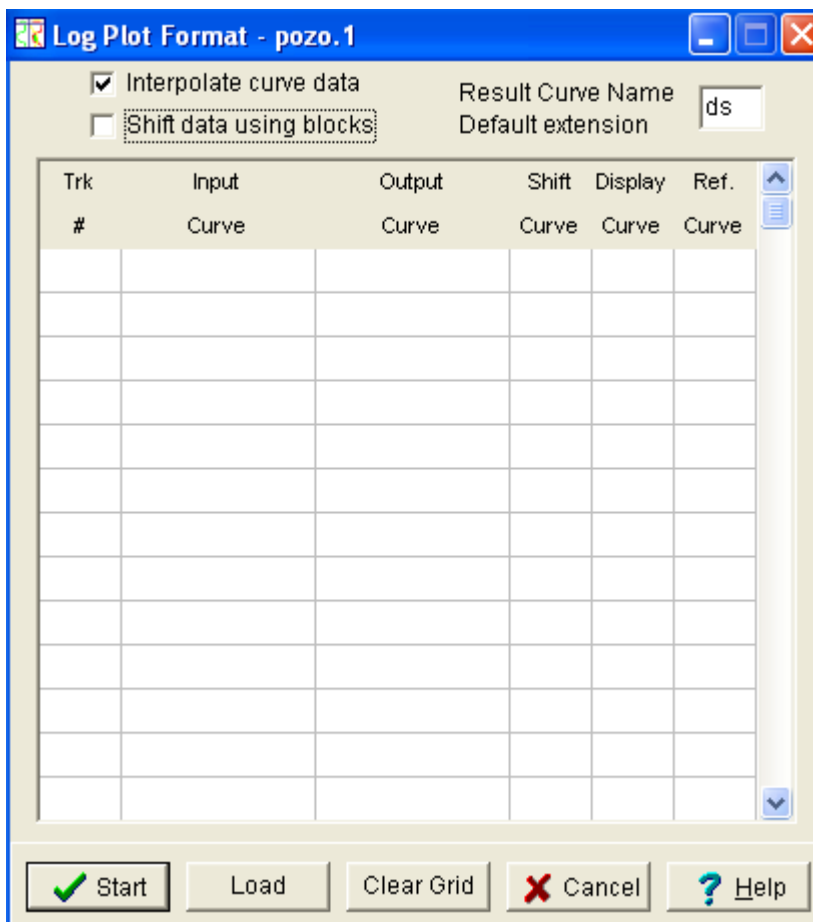 Log Plot Format - pozo.1
Interpolate curve data
Shift data using blocks
Result Curve Name
Default extension
ds
Trk Input Output Shift Display Ref.
# Curve Curve Curve Curve Curve
Start Load Clear Grid Cancel Help